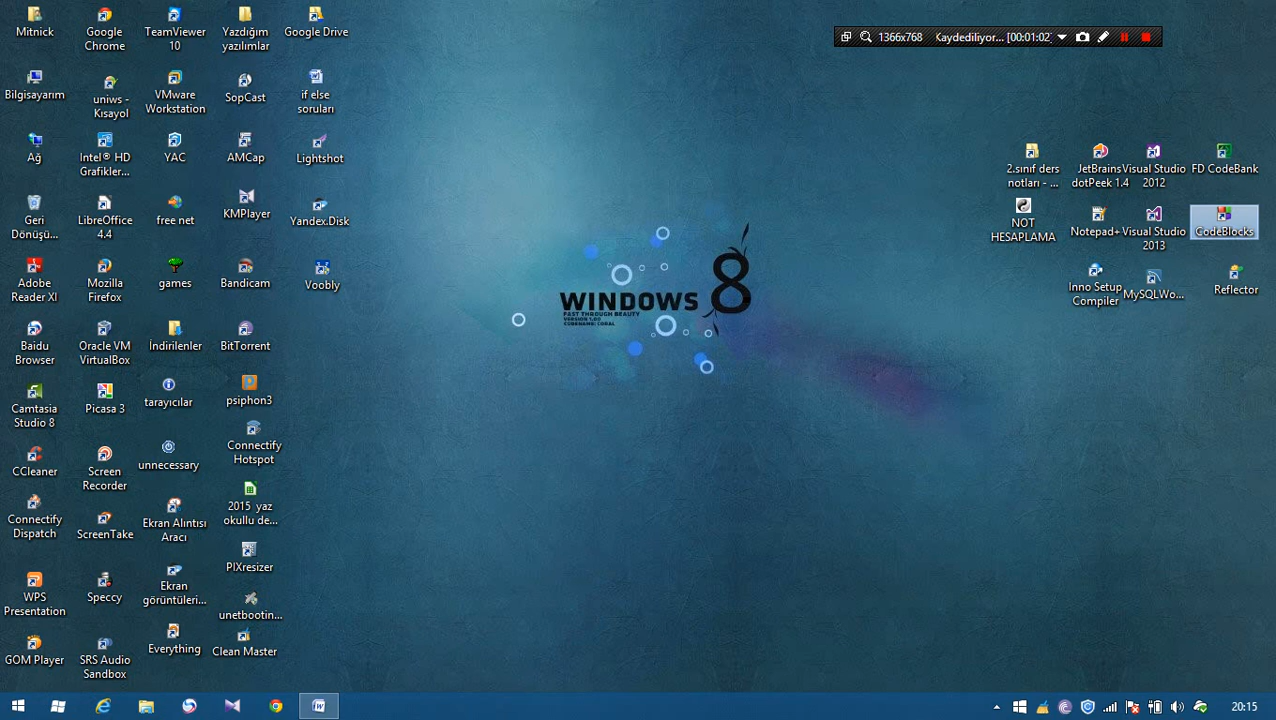 Mitnick
Google
Chrome
TeamViewer
10
Yazdığım
yazılımlar
Google Drive
1366x768 Kaydediliyor... [00:01:02]
Bilgisayarım
uniws -
Kısayol
VMware
Workstation
SopCast
if else
soruları
Ağ
Intel® HD
Grafikler...
YAC
AMCap
Lightshot
2.sınıf ders
notları - ...
JetBrains
dotPeek 1.4
Visual Studio
2012
FD CodeBank
Geri
Dönüşü...
LibreOffice
4.4
free net
KMPlayer
Yandex.Disk
NOT
HESAPLAMA
Notepad+
Visual Studio
2013
CodeBlocks
Adobe
Reader XI
Mozilla
Firefox
games
Bandicam
Voobly
Inno Setup
Compiler
MySQLWo...
Reflector
WINDOWS 8
FAST THROUGH BEAUTY
VERSION 1.00
CODENAME: CORAL
Baidu
Browser
Oracle VM
VirtualBox
İndirilenler
BitTorrent
Camtasia
Studio 8
Picasa 3
tarayıcılar
psiphon3
CCleaner
Screen
Recorder
unnecessary
Connectify
Hotspot
Connectify
Dispatch
ScreenTake
Ekran Alıntısı
Aracı
2015 yaz
okullu de...
WPS
Presentation
Speccy
Ekran
görüntüleri...
PIXresizer
unetbootin...
GOM Player
SRS Audio
Sandbox
Everything
Clean Master
20:15